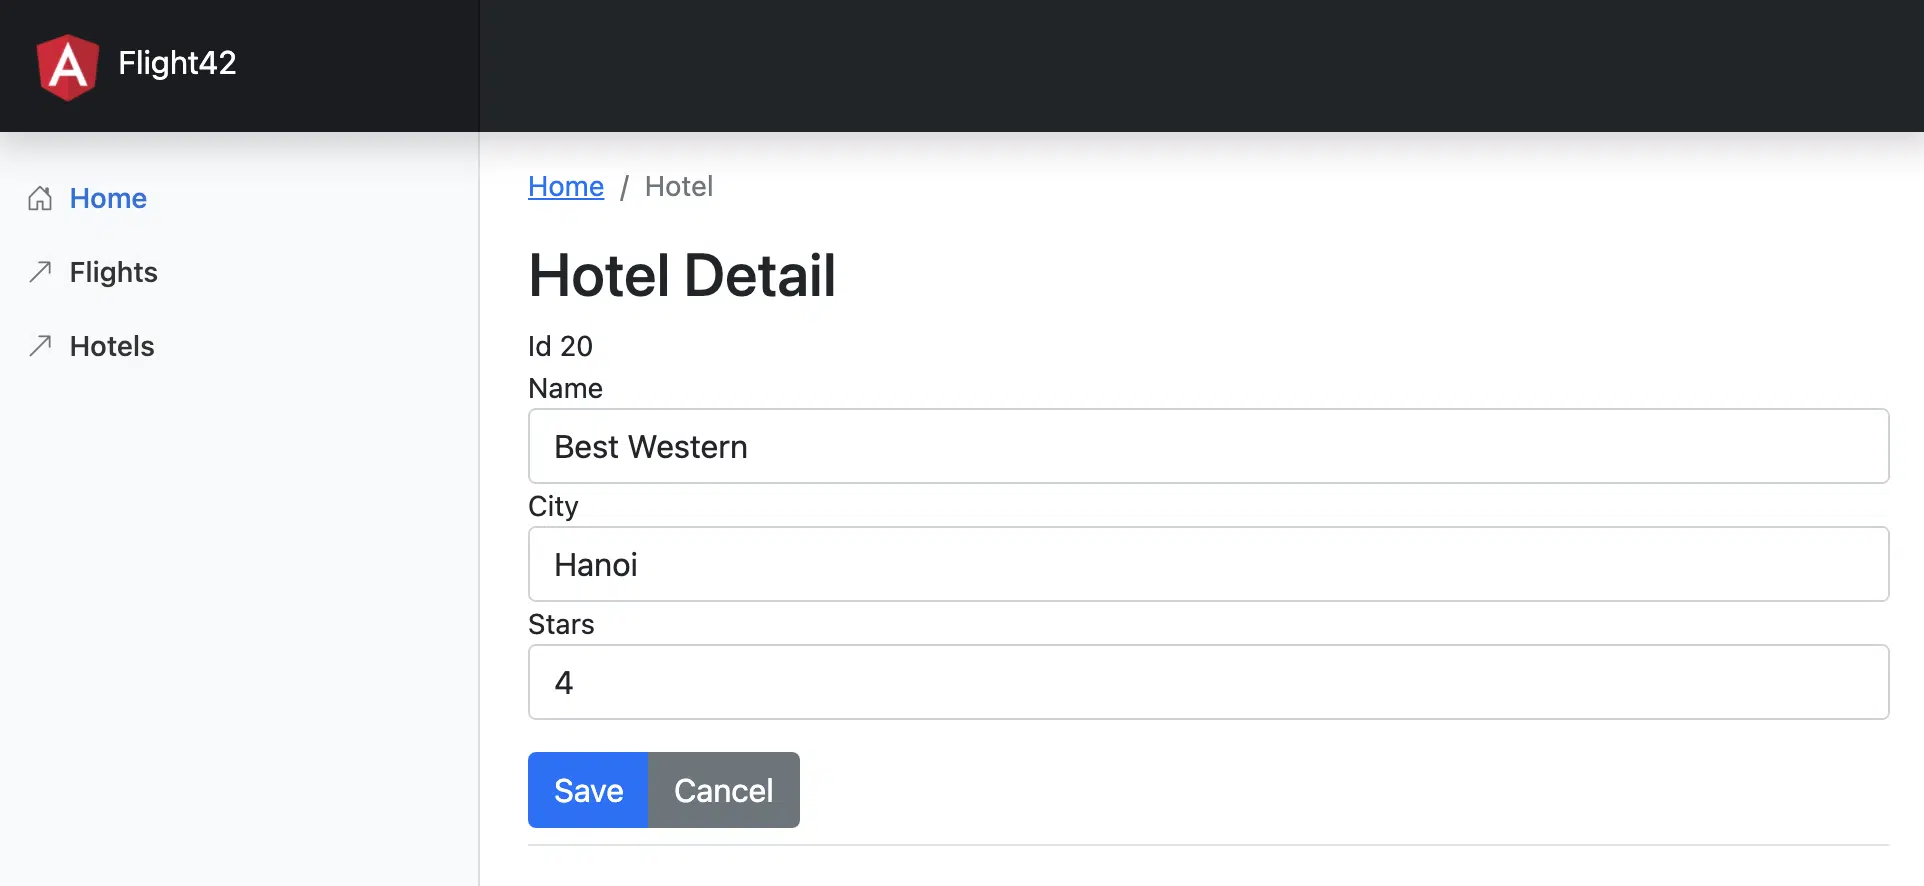 Flight42
Home
Flights
Hotels
Home / Hotel
Hotel Detail
Id 20
Name
Best Western
City
Hanoi
Stars
4
Save Cancel